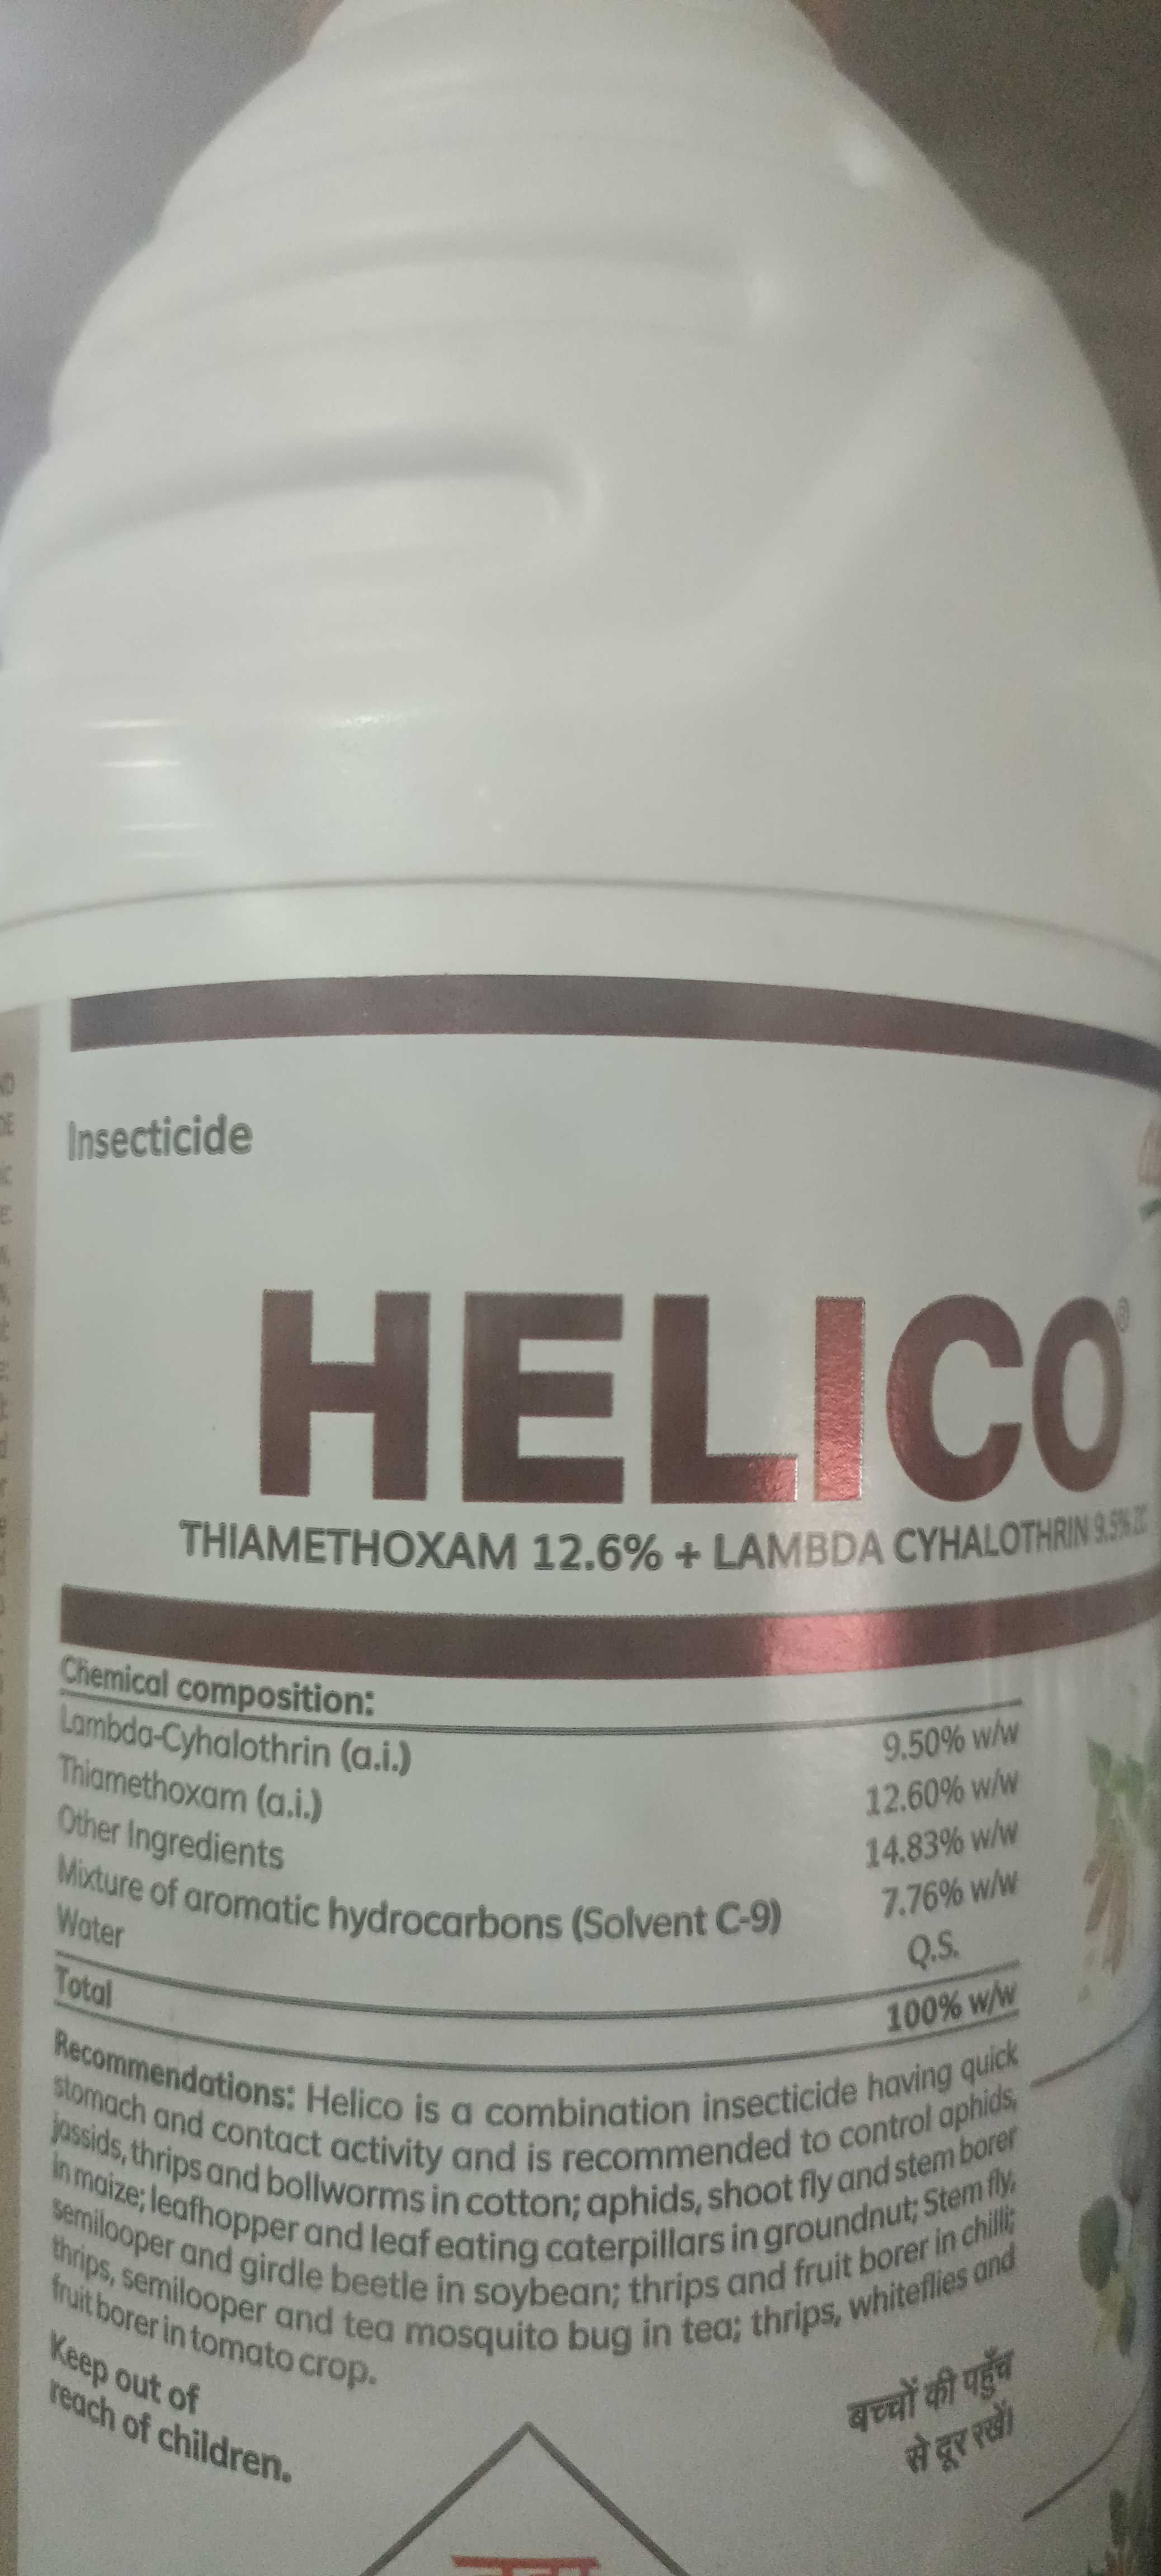 Insecticide
HELICO®
THIAMETHOXAM 12.6% + LAMBDA CYHALOTHRIN 9.5% ZC
Chemical composition:
Lambda-Cyhalothrin (a.i.) 9.50% w/w
Thiamethoxam (a.i.) 12.60% w/w
Other Ingredients 14.83% w/w
Mixture of aromatic hydrocarbons (Solvent C-9) 7.76% w/w
Water Q.S.
Total 100% w/w
Recommendations: Helico is a combination insecticide having quick
stomach and contact activity and is recommended to control aphids,
jassids, thrips and bollworms in cotton; aphids, shoot fly and stem borer
in maize; leafhopper and leaf eating caterpillars in groundnut; Stem fly,
semilooper and girdle beetle in soybean; thrips and fruit borer in chilli;
thrips, semilooper and tea mosquito bug in tea; thrips, whiteflies and
fruit borer in tomato crop.
Keep out of
reach of children.
बच्चों की पहुँच
से दूर रखें।